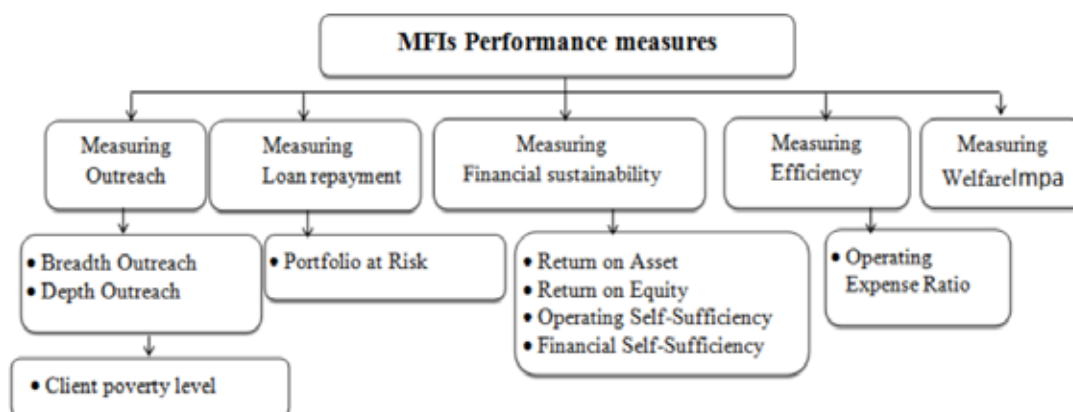 MFIs Performance measures
Measuring
Outreach
Measuring
Loan repayment
Measuring
Financial sustainability
Measuring
Efficiency
Measuring
WelfareImpa
• Breadth Outreach
• Depth Outreach
• Portfolio at Risk
• Return on Asset
• Return on Equity
• Operating Self-Sufficiency
• Financial Self-Sufficiency
• Operating
Expense Ratio
• Client poverty level